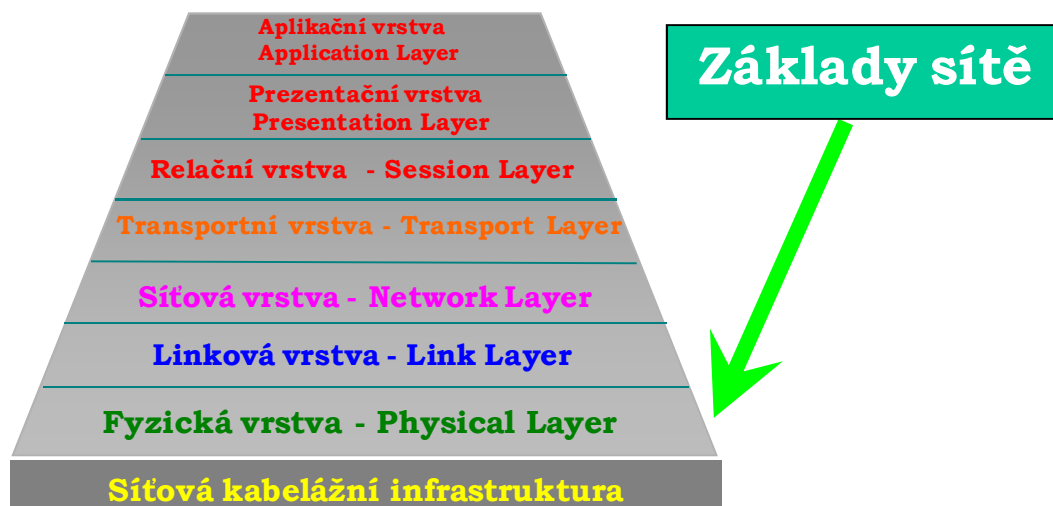 Aplikační vrstva
Application Layer
Základy sítě
Prezentační vrstva
Presentation Layer
Relační vrstva - Session Layer
Transportní vrstva - Transport Layer
Síťová vrstva - Network Layer
Linková vrstva - Link Layer
Fyzická vrstva - Physical Layer
Síťová kabelážní infrastruktura